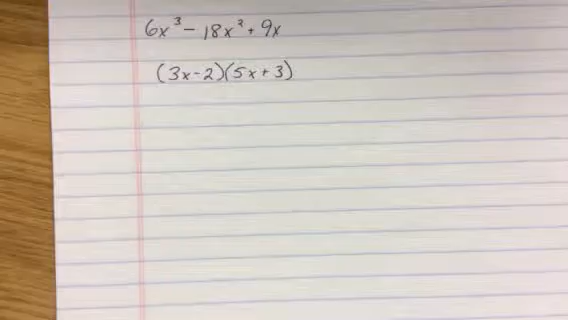 6x³ - 18x² + 9x
(3x-2)(5x+3)